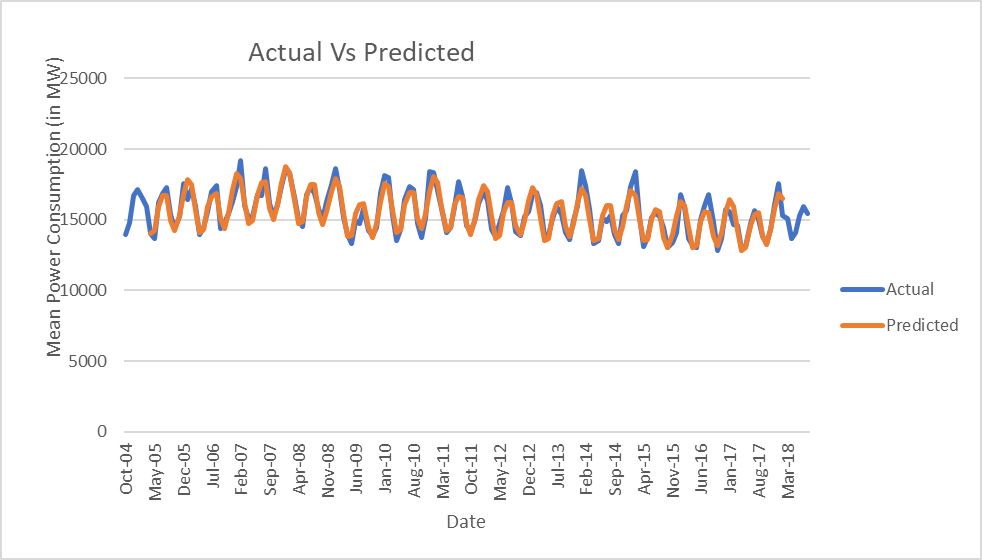 Actual Vs Predicted
Mean Power Consumption (in MW)
25000
20000
15000
10000
5000
0
Oct-04
May-05
Dec-05
Jul-06
Feb-07
Sep-07
Apr-08
Nov-08
Jun-09
Jan-10
Aug-10
Mar-11
Oct-11
May-12
Dec-12
Jul-13
Feb-14
Sep-14
Apr-15
Nov-15
Jun-16
Jan-17
Aug-17
Mar-18
Date
Actual
Predicted